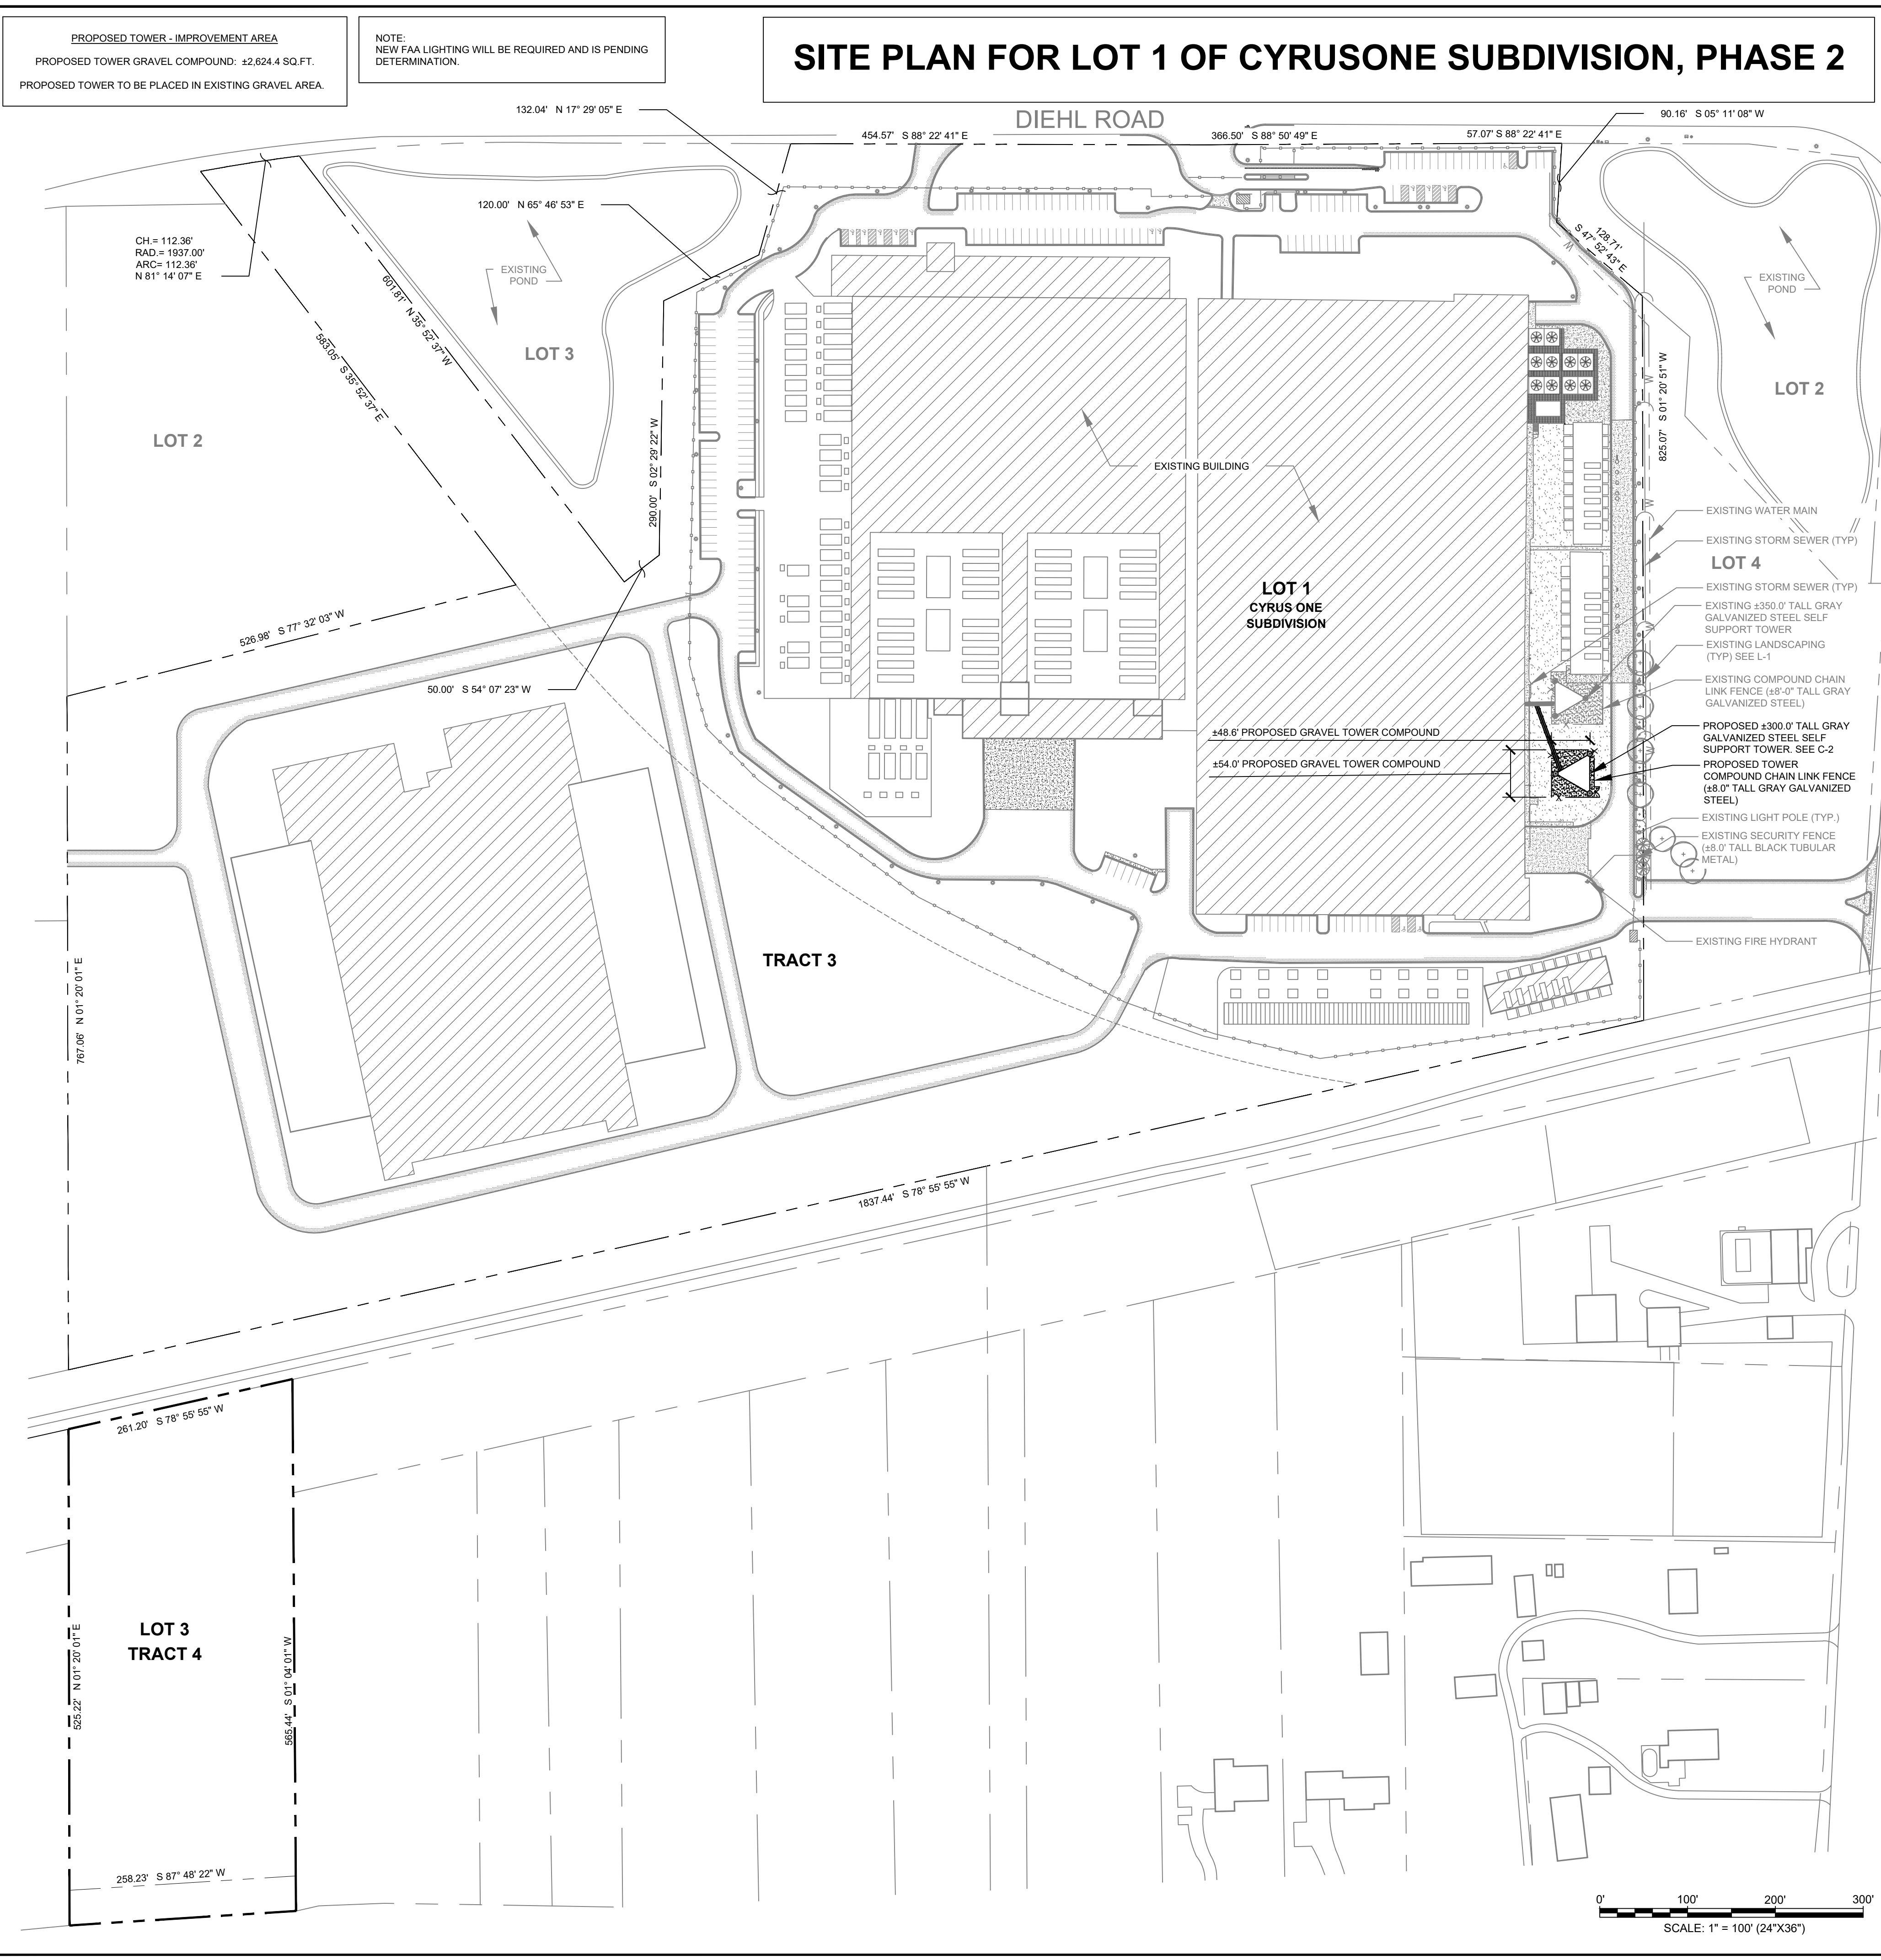 PROPOSED TOWER - IMPROVEMENT AREA
PROPOSED TOWER GRAVEL COMPOUND: ±2,624.4 SQ.FT.
PROPOSED TOWER TO BE PLACED IN EXISTING GRAVEL AREA.
NOTE:
NEW FAA LIGHTING WILL BE REQUIRED AND IS PENDING
DETERMINATION.
SITE PLAN FOR LOT 1 OF CYRUSONE SUBDIVISION, PHASE 2
132.04' N 17° 29' 05" E
DIEHL ROAD
90.16' S 05° 11' 08" W
454.57' S 88° 22' 41" E
366.50' S 88° 50' 49" E
57.07' S 88° 22' 41" E
120.00' N 65° 46' 53" E
CH.= 112.36'
RAD.= 1937.00'
ARC= 112.36'
N 81° 14' 07" E
128.71'
S 47° 52' 43" E
W
EXISTING
POND
EXISTING
POND
601.81' N 35° 52' 37" W
583.05' S 35° 52' 37" E
LOT 3
LOT 2
LOT 2
825.07' S 01° 20' 51" W
W
W
290.00' S 02° 29' 22" W
EXISTING BUILDING
W
EXISTING WATER MAIN
EXISTING STORM SEWER (TYP)
LOT 4
LOT 1
CYRUS ONE
SUBDIVISION
EXISTING STORM SEWER (TYP)
EXISTING ±350.0' TALL GRAY
GALVANIZED STEEL SELF
SUPPORT TOWER
W
EXISTING LANDSCAPING
(TYP) SEE L-1
EXISTING COMPOUND CHAIN
LINK FENCE (±8'-0" TALL GRAY
GALVANIZED STEEL)
526.98' S 77° 32' 03" W
50.00' S 54° 07' 23" W
±48.6' PROPOSED GRAVEL TOWER COMPOUND
±54.0' PROPOSED GRAVEL TOWER COMPOUND
PROPOSED ±300.0' TALL GRAY
GALVANIZED STEEL SELF
SUPPORT TOWER. SEE C-2
PROPOSED TOWER
COMPOUND CHAIN LINK FENCE
(±8.0" TALL GRAY GALVANIZED
STEEL)
W
EXISTING LIGHT POLE (TYP.)
EXISTING SECURITY FENCE
(±8.0' TALL BLACK TUBULAR
METAL)
EXISTING FIRE HYDRANT
TRACT 3
767.06' N 01° 20' 01" E
1837.44' S 78° 55' 55" W
261.20' S 78° 55' 55" W
LOT 3
TRACT 4
525.22' N 01° 20' 01" E
565.44' S 01° 04' 01" W
258.23' S 87° 48' 22" W
0' 100' 200' 300'
SCALE: 1" = 100' (24"X36")